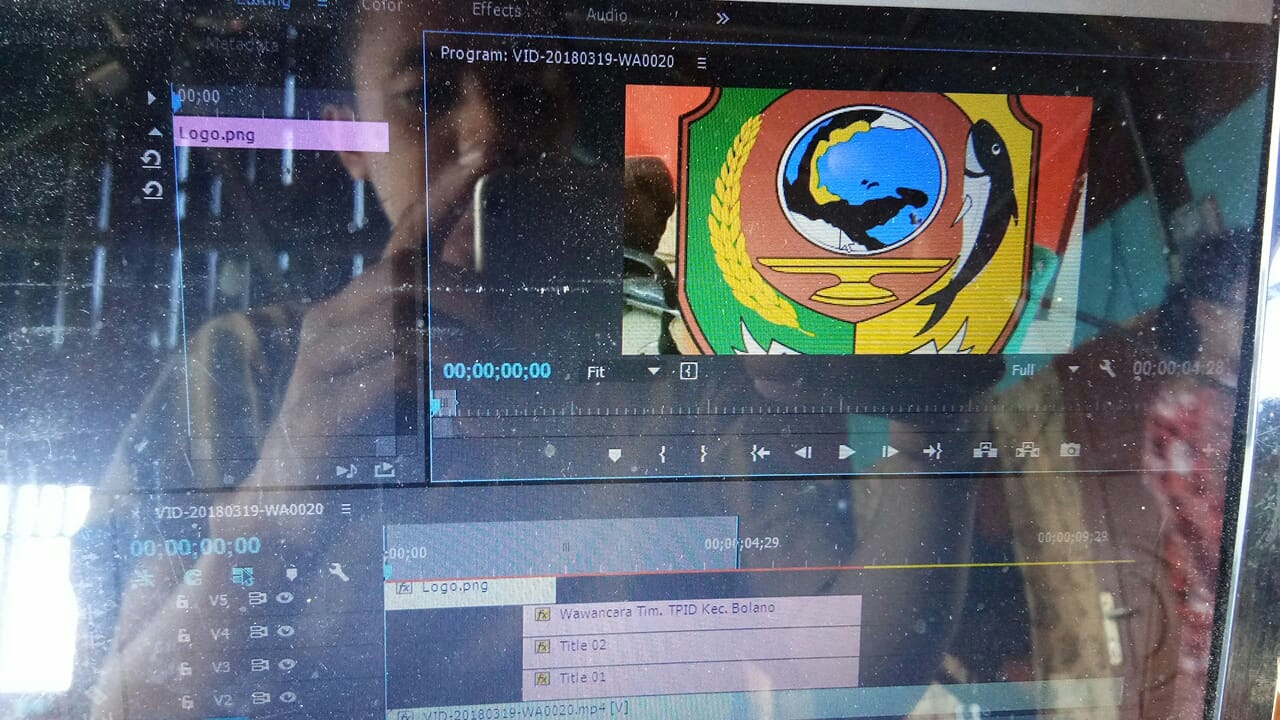 Editing ☰ Color Effects Audio »
Metadata
Program: VID-20180319-WA0020 ☰
00;00
Logo.png
00;00;00;00 Fit Full 00;00;04;28
VID-20180319-WA0020 ☰
00;00;00;00
;00;00 00;00;04;29 00;00;09;29
fx Logo.png
V5 fx Wawancara Tim. TPID Kec. Bolano
V4 fx Title 02
V3 fx Title 01
V2
fx VID-20180319-WA0020.mp4 [V]